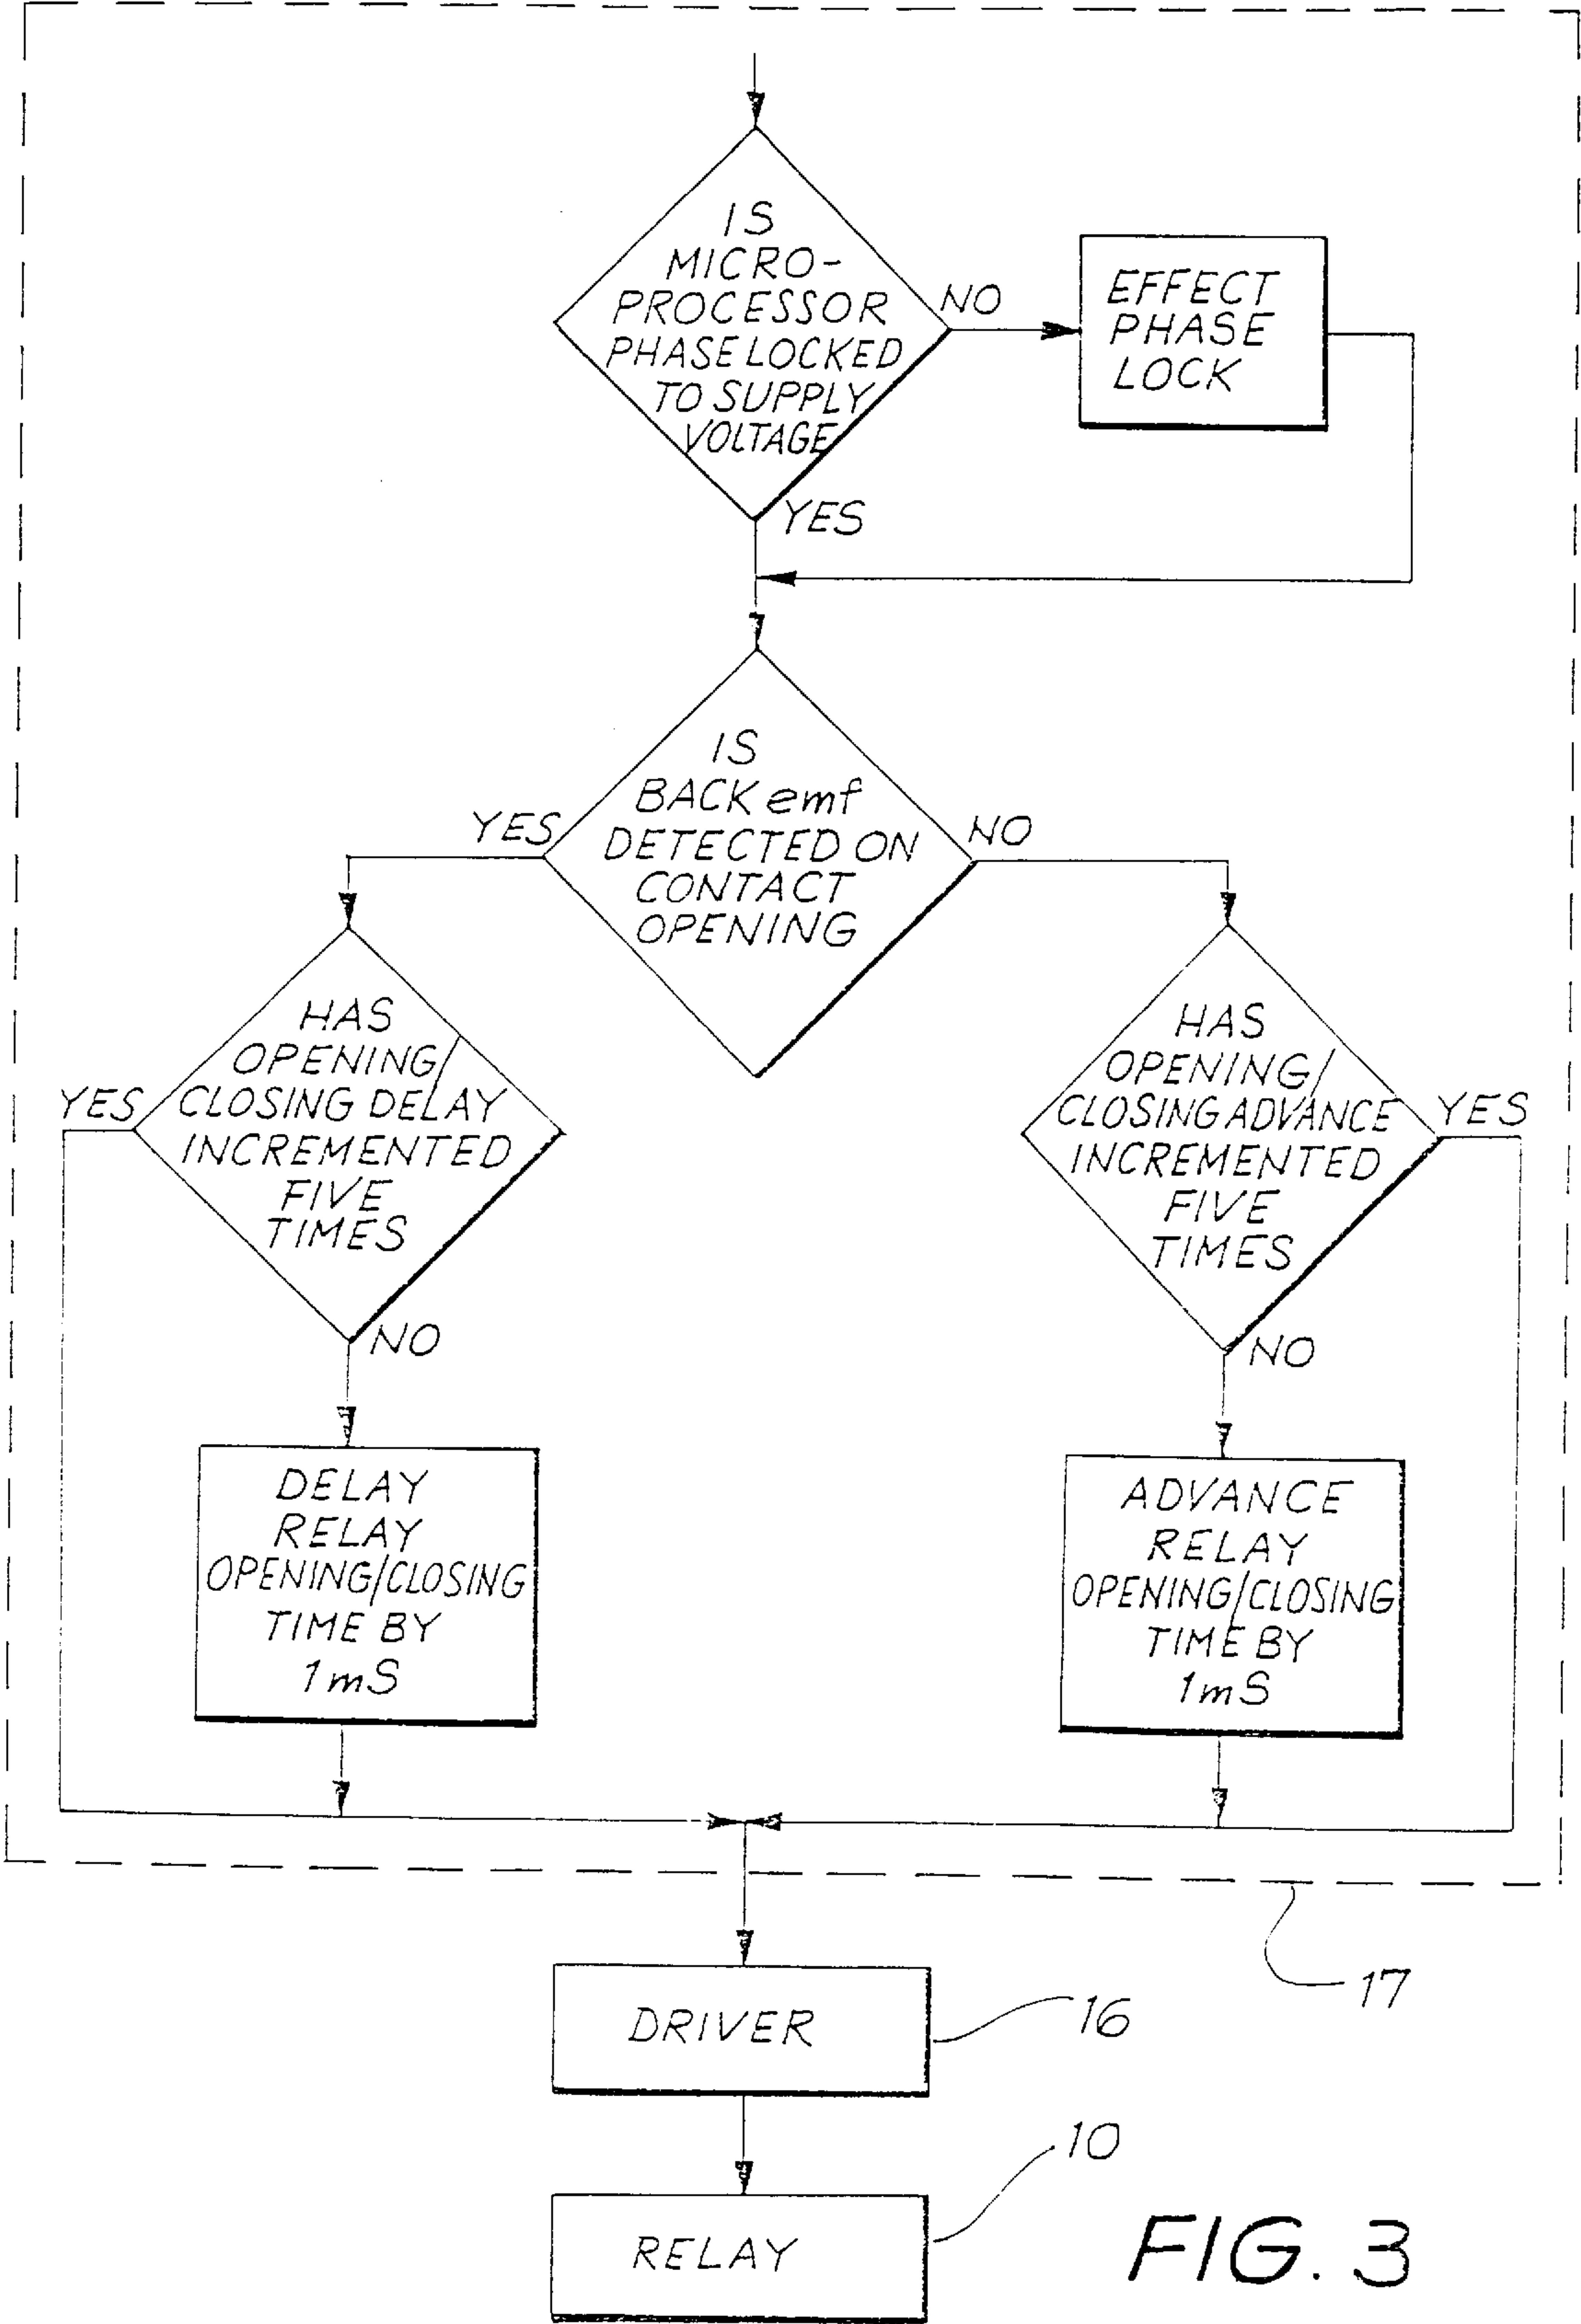 IS
MICRO-
PROCESSOR
PHASE LOCKED
TO SUPPLY
VOLTAGE
NO
EFFECT
PHASE
LOCK
YES
IS
BACK emf
DETECTED ON
CONTACT
OPENING
YES
NO
HAS
OPENING/
CLOSING DELAY
INCREMENTED
FIVE
TIMES
YES
NO
HAS
OPENING/
CLOSING ADVANCE
INCREMENTED
FIVE
TIMES
YES
NO
DELAY
RELAY
OPENING/CLOSING
TIME BY
1mS
ADVANCE
RELAY
OPENING/CLOSING
TIME BY
1mS
17
DRIVER
16
RELAY
10
FIG. 3